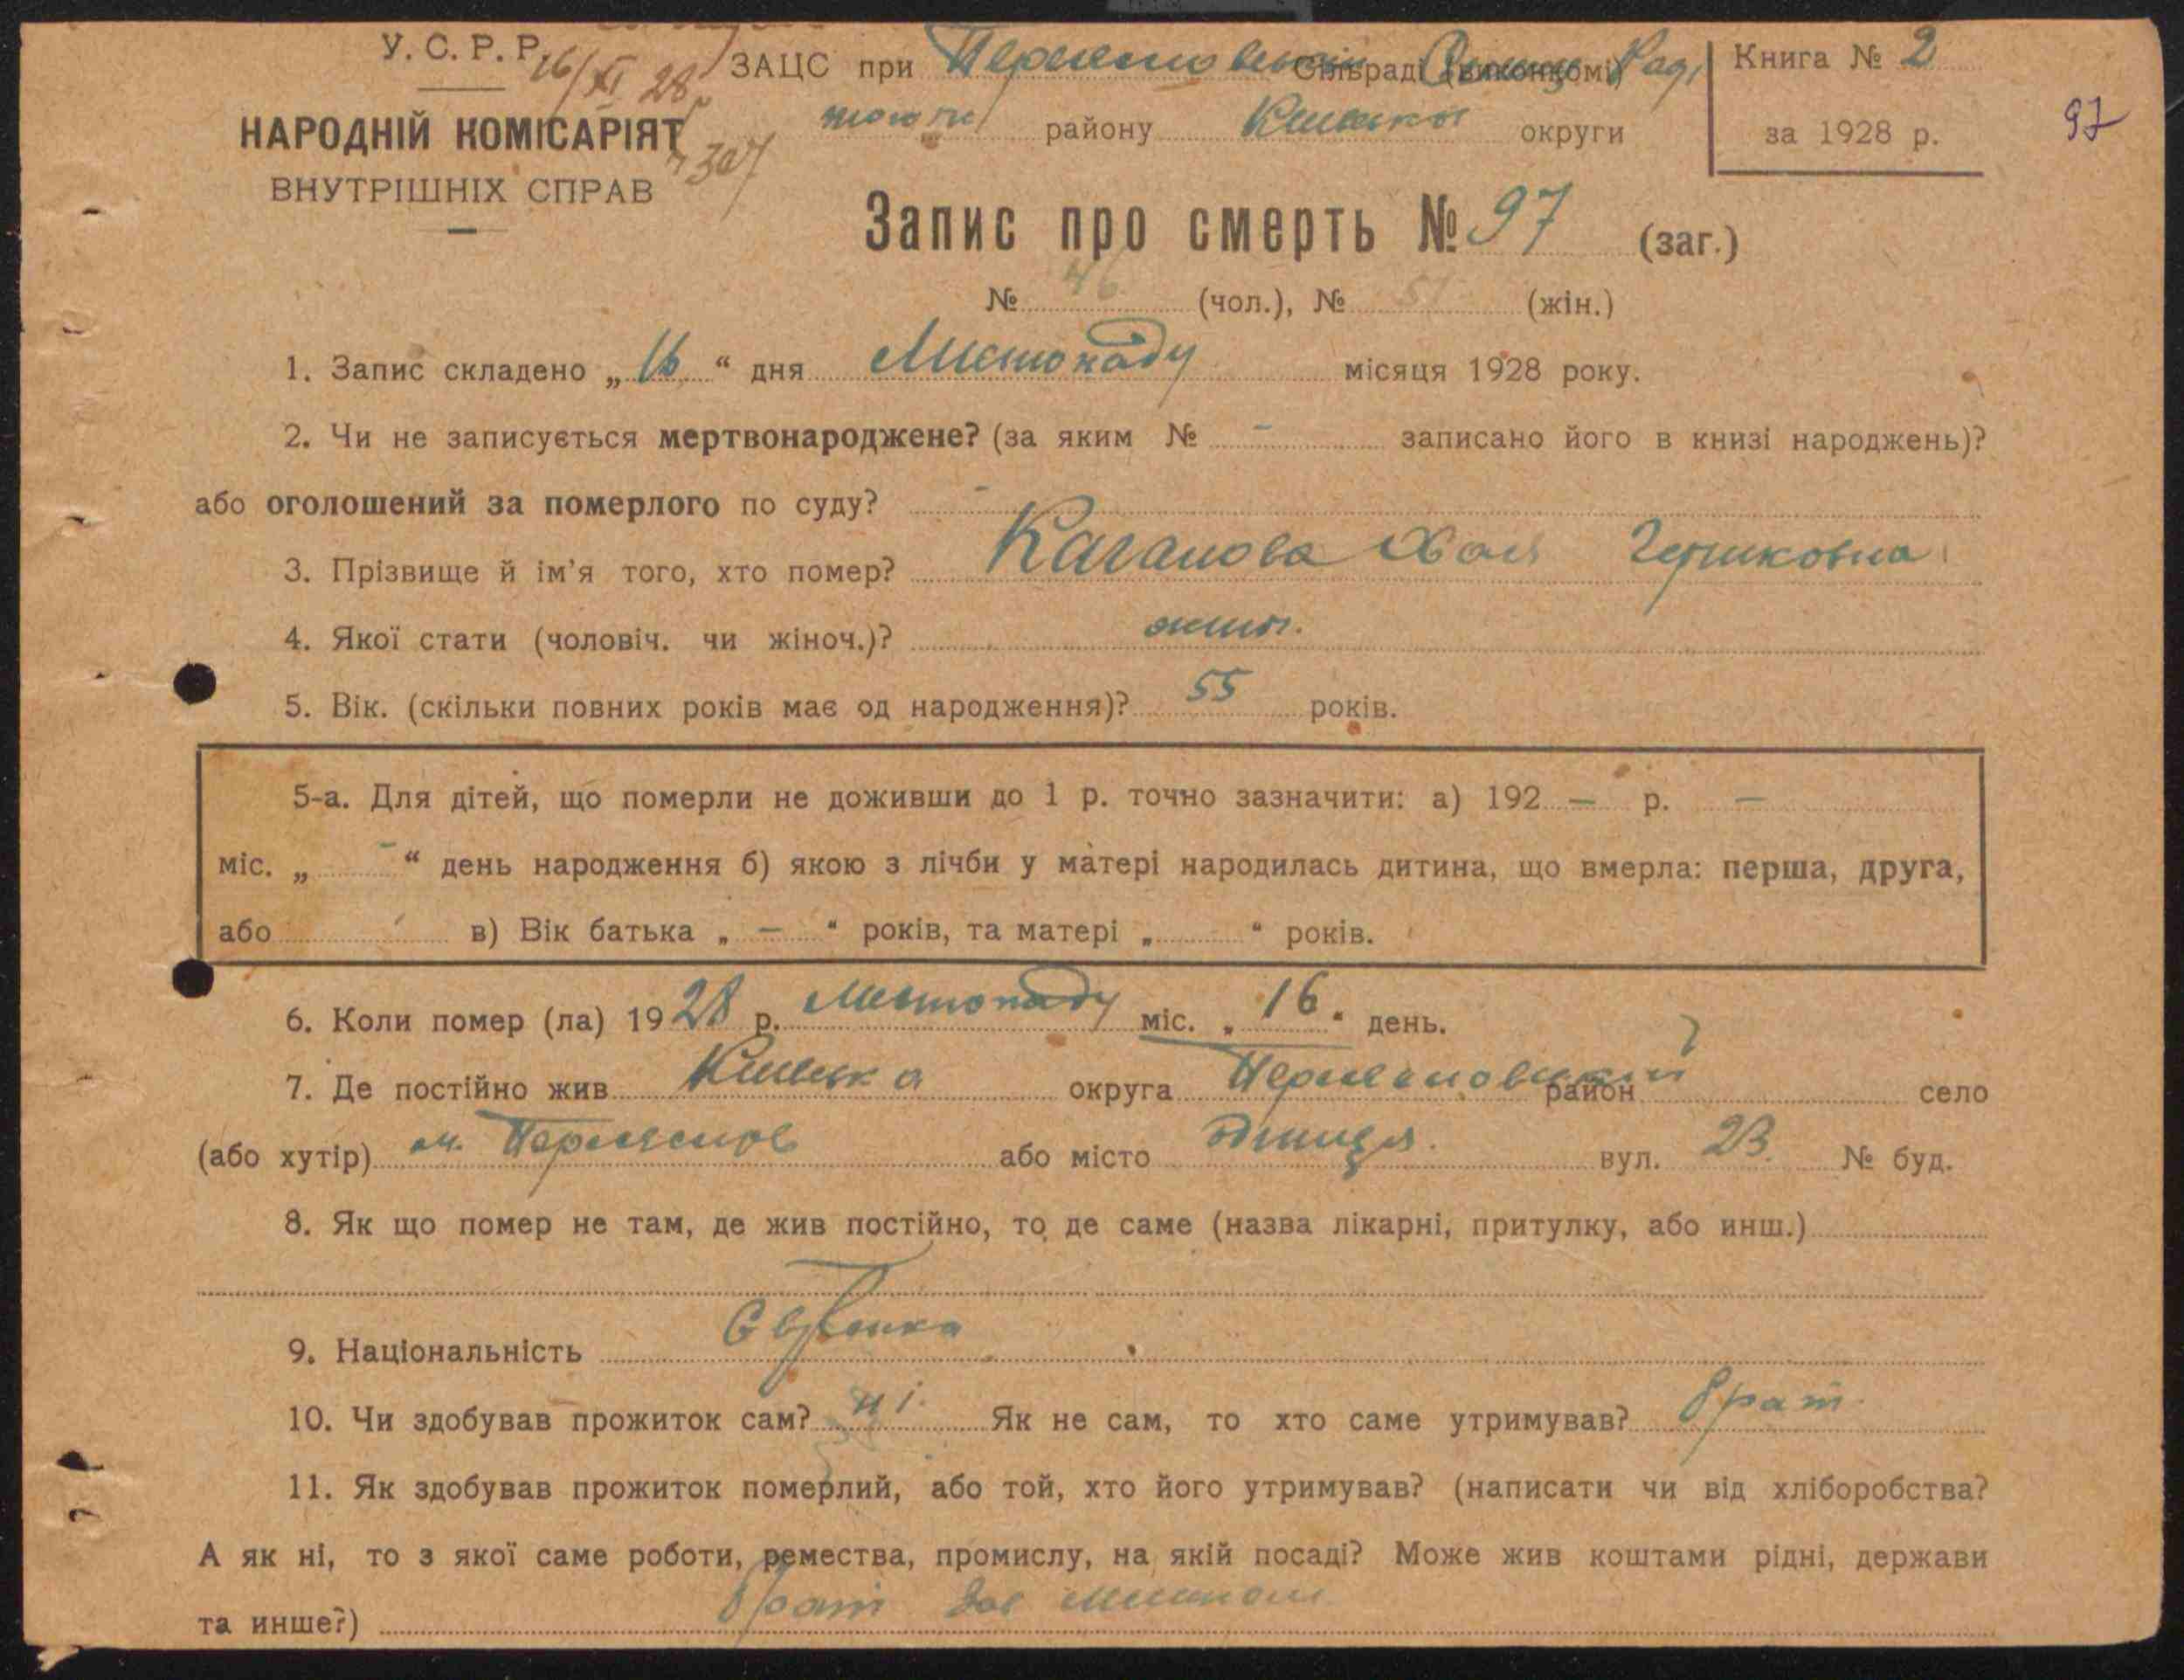 У. С. Р. Р.
16/XI 28
ЗАЦС при Сільраді (виконкомі) Раді
Книга № 2
НАРОДНІЙ КОМІСАРІЯТ
району округи
за 1928 р.
97
ВНУТРІШНІХ СПРАВ
307
Запис про смерть № 97 (заг.)
№ 46 (чол.), № 51 (жін.)
1. Запис складено „ 16 “ дня Листопаду місяця 1928 року.
2. Чи не записується мертвонароджене? (за яким № – записано його в книзі народжень)?
або оголошений за померлого по суду? –
3. Прізвище й ім'я того, хто помер? Каганова Хая Гершковна
4. Якої стати (чоловіч. чи жіноч.)? жіноч.
5. Вік. (скільки повних років має од народження)? 55 років.
5-а. Для дітей, що померли не доживши до 1 р. точно зазначити: а) 192 – р. –
міс. „ – “ день народження б) якою з лічби у матері народилась дитина, що вмерла: перша, друга,
або в) Вік батька „ – “ років, та матері „ “ років.
6. Коли помер (ла) 1928 р. Листопаду міс. „ 16 “ день.
7. Де постійно жив округа район село
(або хутір) м. або місто вул. 23. № буд.
8. Як що помер не там, де жив постійно, то де саме (назва лікарні, притулку, або инш.)
9. Національність Єврейка
10. Чи здобував прожиток сам? ні. Як не сам, то хто саме утримував? брат.
11. Як здобував прожиток померлий, або той, хто його утримував? (написати чи від хліборобства?
А як ні, то з якої саме роботи, ремества, промислу, на якій посаді? Може жив коштами рідні, держави
та инше?) брат